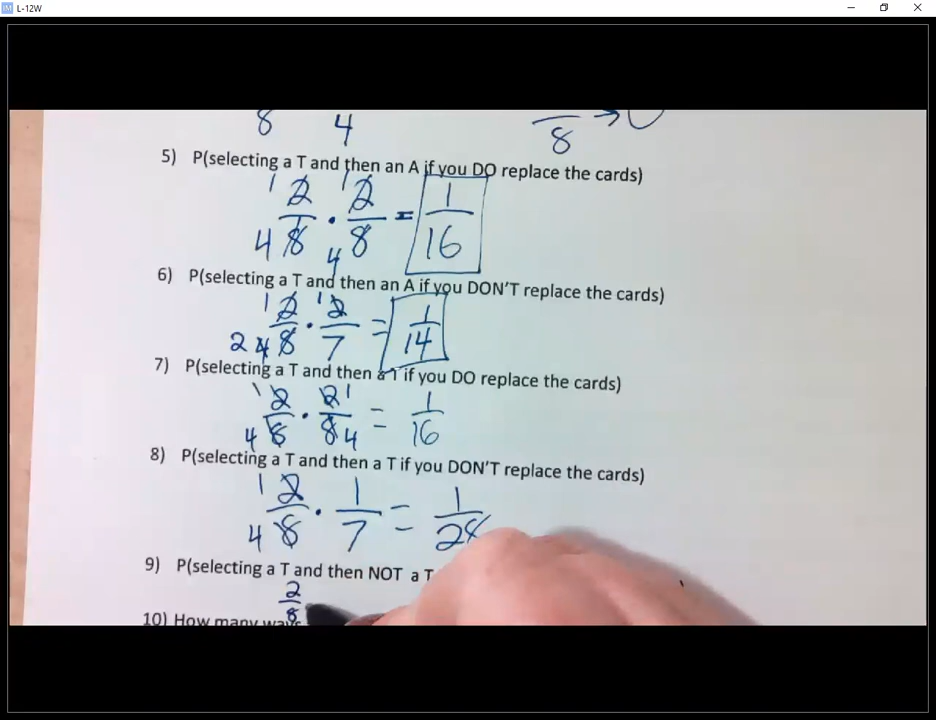 L-12W
8 4 8 →
5) P(selecting a T and then an A if you DO replace the cards)
1 2/8 4 · 1 2/8 4 = 1/16
6) P(selecting a T and then an A if you DON'T replace the cards)
1 2/8 4 2 · 1 2/7 = 1/14
7) P(selecting a T and then a T if you DO replace the cards)
1 2/8 4 · 2/8 1 4 = 1/16
8) P(selecting a T and then a T if you DON'T replace the cards)
1 2/8 4 · 1/7 = 1/28
9) P(selecting a T and then NOT a T
2/8
10) How many ways